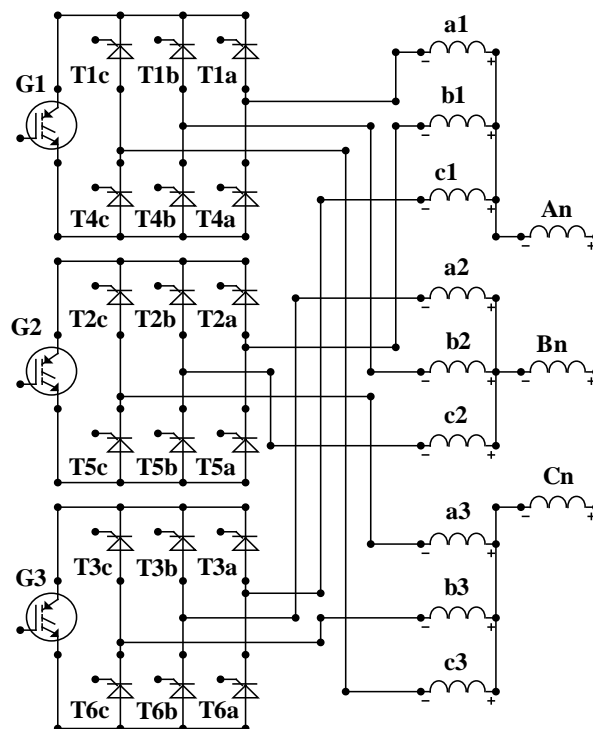 a1
T1c T1b T1a
G1
b1
c1
T4c T4b T4a
An
a2
G2
T2c T2b T2a
b2
Bn
c2
T5c T5b T5a
Cn
a3
T3c T3b T3a
G3
b3
c3
T6c T6b T6a